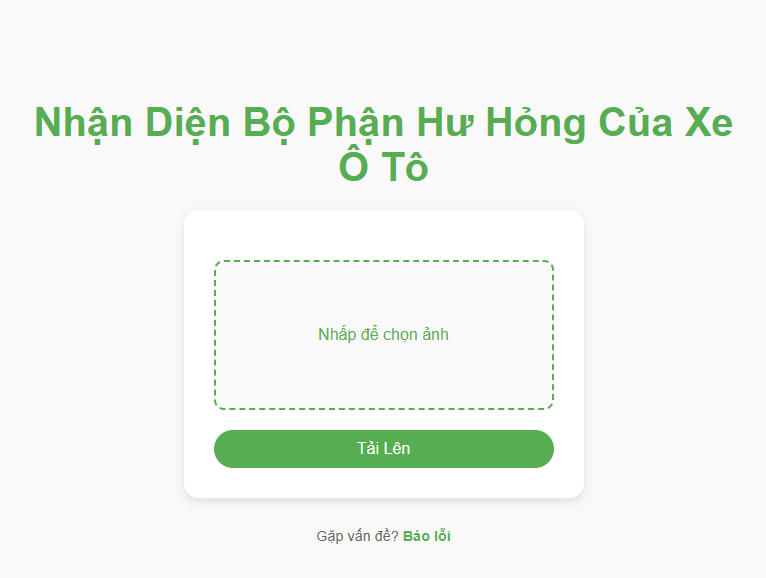 Nhận Diện Bộ Phận Hư Hỏng Của Xe
Ô Tô
Nhấp để chọn ảnh
Tải Lên
Gặp vấn đề? Báo lỗi